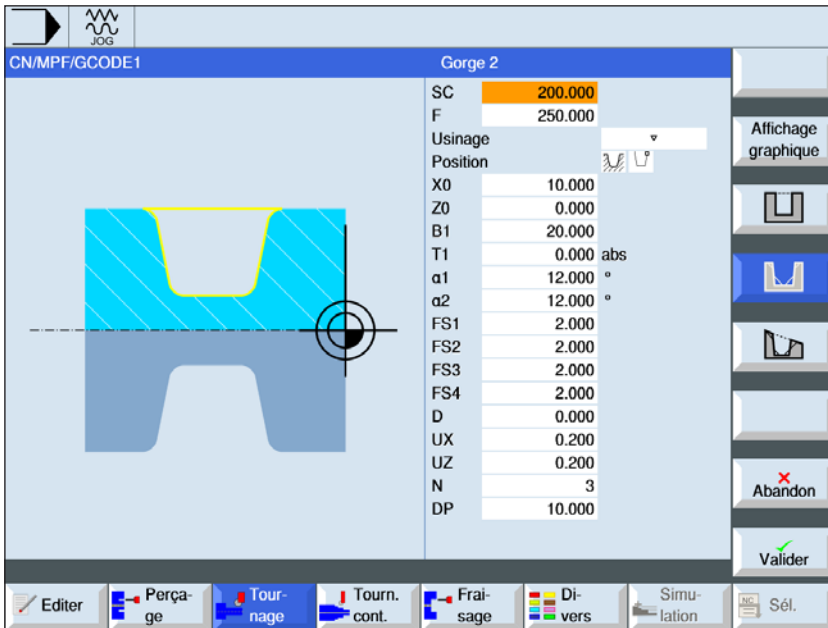 JOG
CN/MPF/GCODE1
Gorge 2
SC 200.000
F 250.000
Usinage ▿
Position
X0 10.000
Z0 0.000
B1 20.000
T1 0.000 abs
α1 12.000 °
α2 12.000 °
FS1 2.000
FS2 2.000
FS3 2.000
FS4 2.000
D 0.000
UX 0.200
UZ 0.200
N 3
DP 10.000
Affichage
graphique
Abandon
Valider
Editer
Perça-
ge
Tour-
nage
Tourn.
cont.
Frai-
sage
Di-
vers
Simu-
lation
NC
Sél.